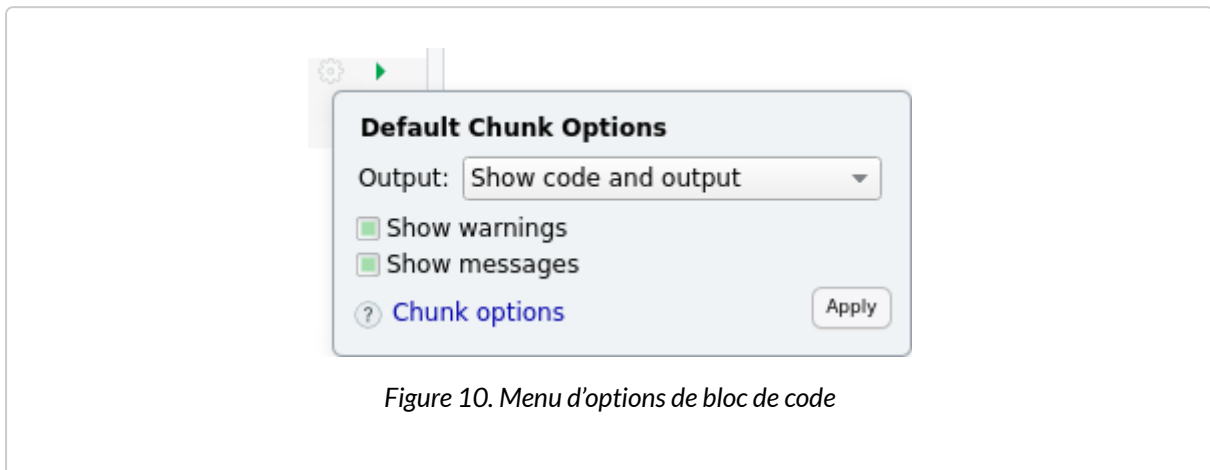 Default Chunk Options
Output: Show code and output
Show warnings
Show messages
? Chunk options Apply
Figure 10. Menu d’options de bloc de code